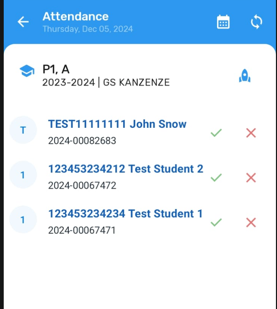 Attendance
Thursday, Dec 05, 2024
P1, A
2023-2024 | GS KANZENZE
T
TEST11111111 John Snow
2024-00082683
1
123453234212 Test Student 2
2024-00067472
1
123453234234 Test Student 1
2024-00067471